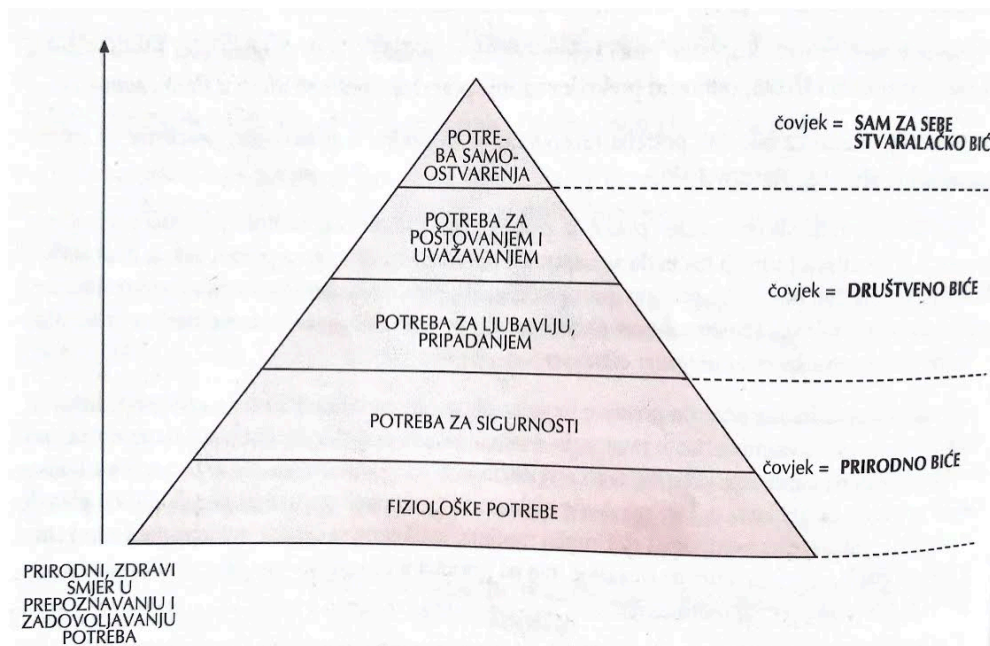 POTRE-
BA SAMO-
OSTVARENJA
čovjek = SAM ZA SEBE
STVARALAČKO BIĆ
POTREBA ZA
POŠTOVANJEM I
UVAŽAVANJEM
čovjek = DRUŠTVENO BIĆE
POTREBA ZA LJUBAVLJU,
PRIPADANJEM
POTREBA ZA SIGURNOSTI
čovjek = PRIRODNO BIĆE
FIZIOLOŠKE POTREBE
PRIRODNI, ZDRAVI
SMJER U
PREPOZNAVANJU I
ZADOVOLJAVANJU
POTREBA